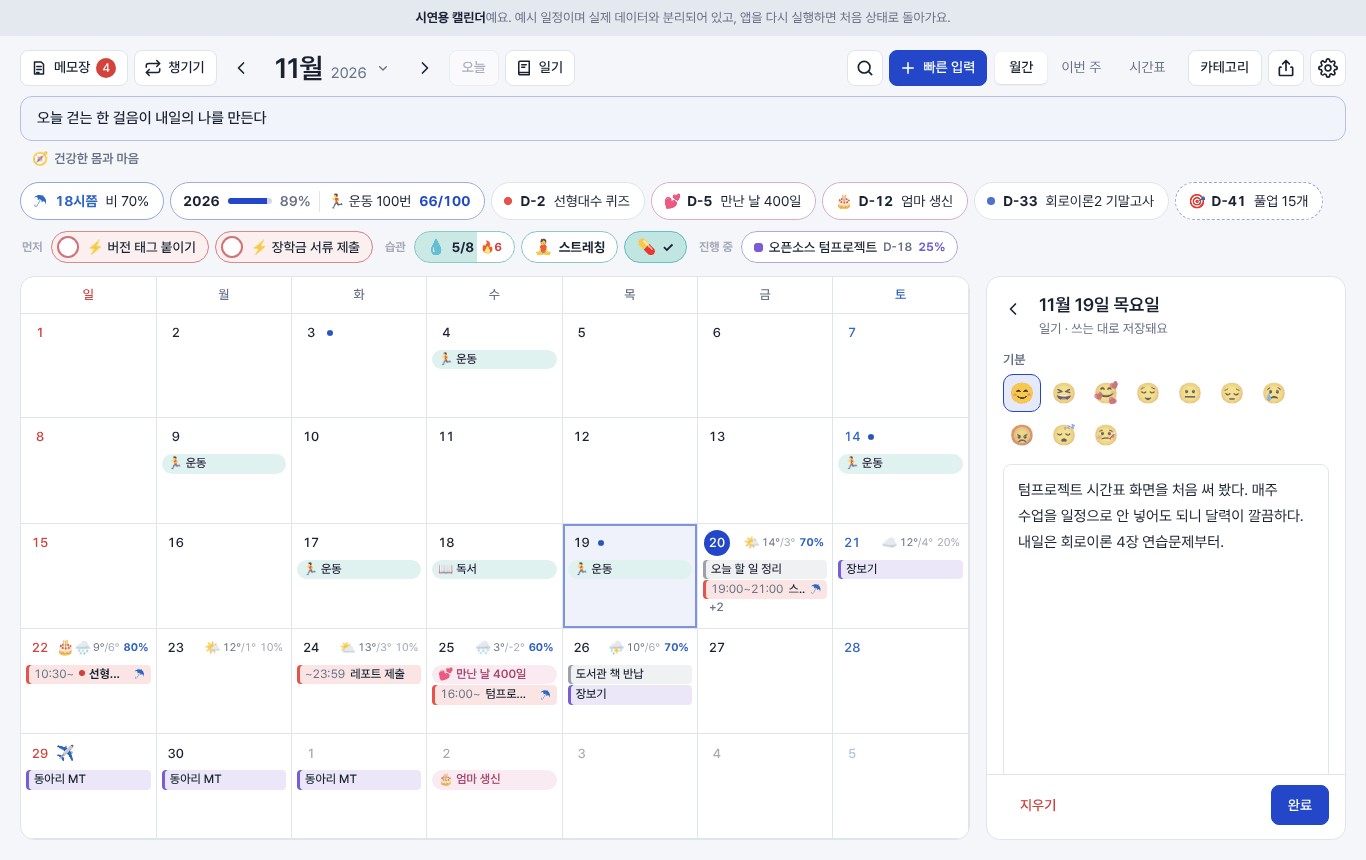 시연용 캘린더예요. 예시 일정이며 실제 데이터와 분리되어 있고, 앱을 다시 실행하면 처음 상태로 돌아가요.
메모장 4 챙기기 11월 2026 오늘 일기 빠른 입력 월간 이번 주 시간표 카테고리
오늘 걷는 한 걸음이 내일의 나를 만든다
🧭 건강한 몸과 마음
☂ 18시쯤 비 70% 2026 89% 🏃 운동 100번 66/100 D-2 선형대수 퀴즈 💕 D-5 만난 날 400일 🎂 D-12 엄마 생신 D-33 회로이론2 기말고사 🎯 D-41 풀업 15개
먼저 ⚡ 버전 태그 붙이기 ⚡ 장학금 서류 제출 습관 💧 5/8 🔥6 🧘 스트레칭 💊 ✓ 진행 중 오픈소스 텀프로젝트 D-18 25%
일 월 화 수 목 금 토
1 2 3 4 5 6 7
🏃 운동
8 9 10 11 12 13 14
🏃 운동 🏃 운동
15 16 17 18 19 20 🌤️ 14°/3° 70% 21 ☁️ 12°/4° 20%
🏃 운동 📖 독서 🏃 운동 오늘 할 일 정리 장보기
19:00~21:00 스.. ☂
+2
22 🎂 🌧️ 9°/6° 80% 23 🌤️ 12°/1° 10% 24 ⛅ 13°/3° 10% 25 🌧️ 3°/-2° 60% 26 ⛈️ 10°/6° 70% 27 28
10:30~ 선형... ☂ ~23:59 레포트 제출 💕 만난 날 400일 도서관 책 반납
16:00~ 텀프로... ☂ 장보기
29 ✈️ 30 1 2 3 4 5
동아리 MT 동아리 MT 동아리 MT 🎂 엄마 생신
11월 19일 목요일
일기 · 쓰는 대로 저장돼요
기분
텀프로젝트 시간표 화면을 처음 써 봤다. 매주
수업을 일정으로 안 넣어도 되니 달력이 깔끔하다.
내일은 회로이론 4장 연습문제부터.
지우기 완료